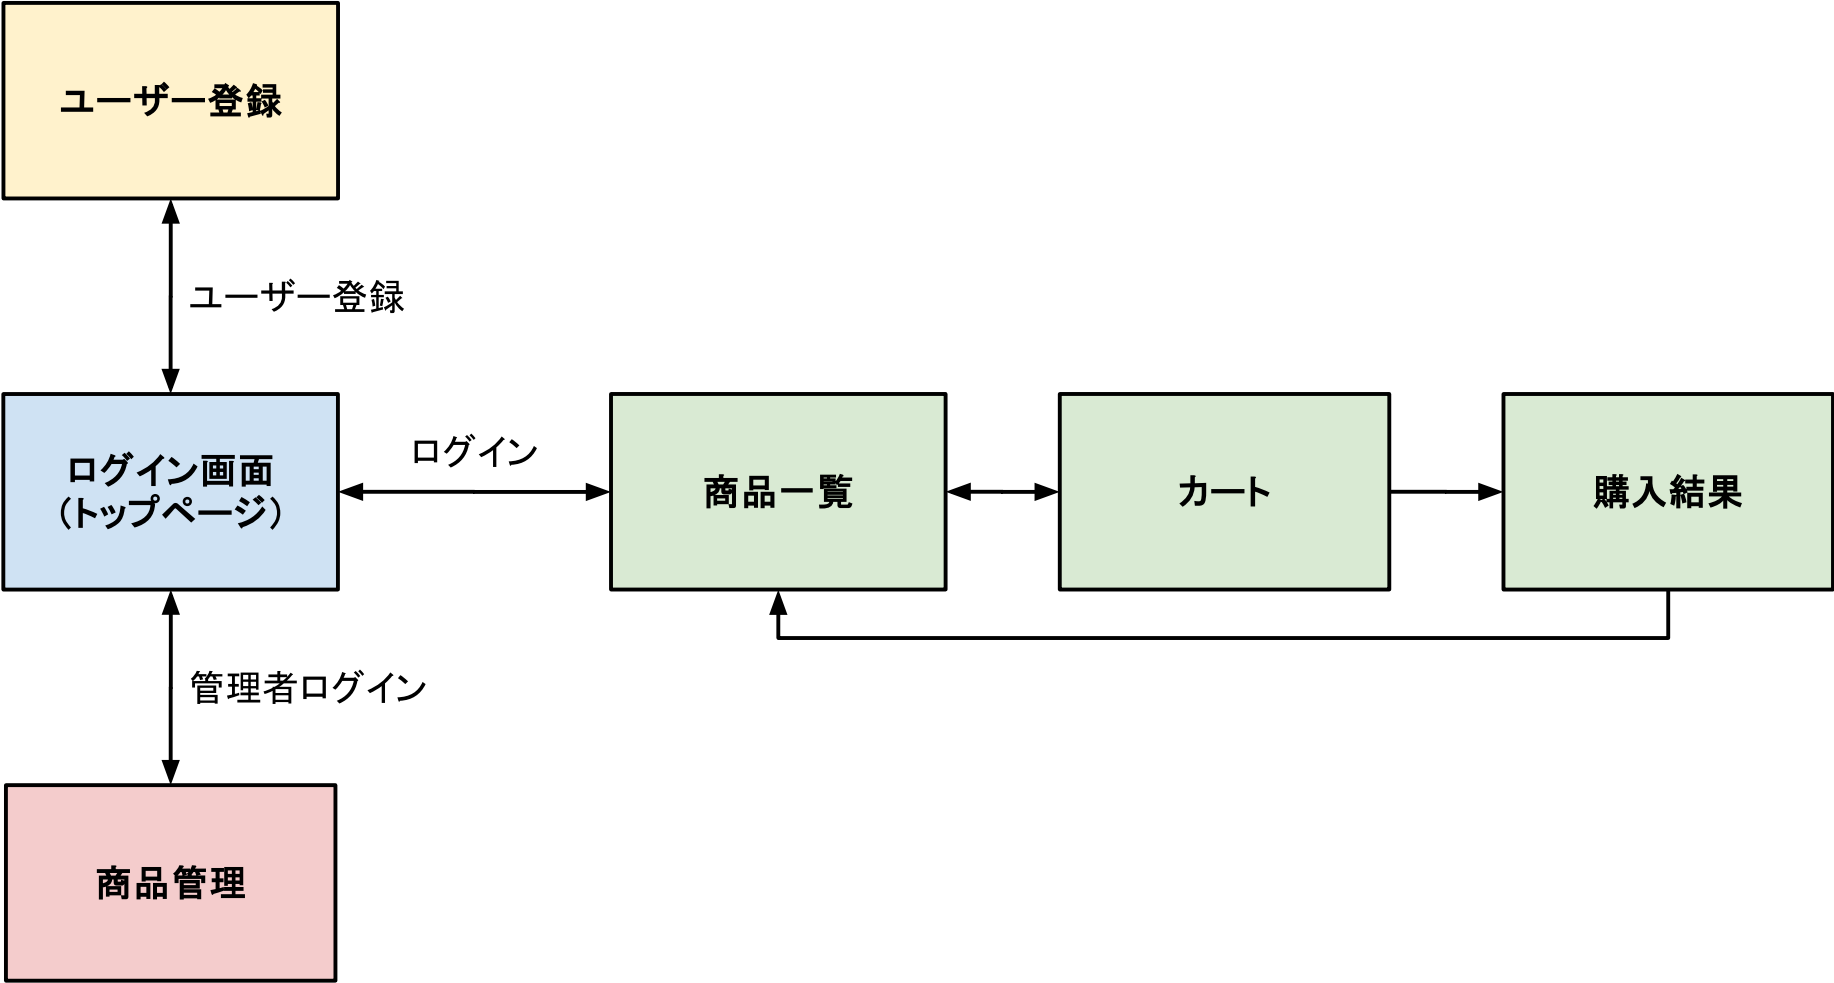 ユーザー登録
ユーザー登録
ログイン画面
（トップページ）
ログイン
商品一覧
カート
購入結果
管理者ログイン
商品管理